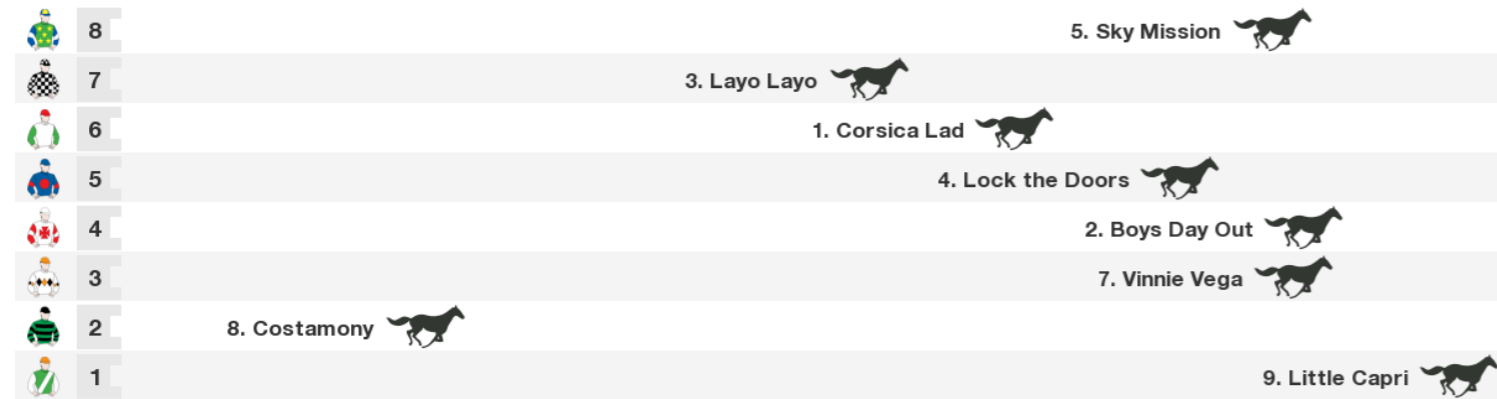 8 5. Sky Mission
7 3. Layo Layo
6 1. Corsica Lad
5 4. Lock the Doors
4 2. Boys Day Out
3 7. Vinnie Vega
2 8. Costamony
1 9. Little Capri